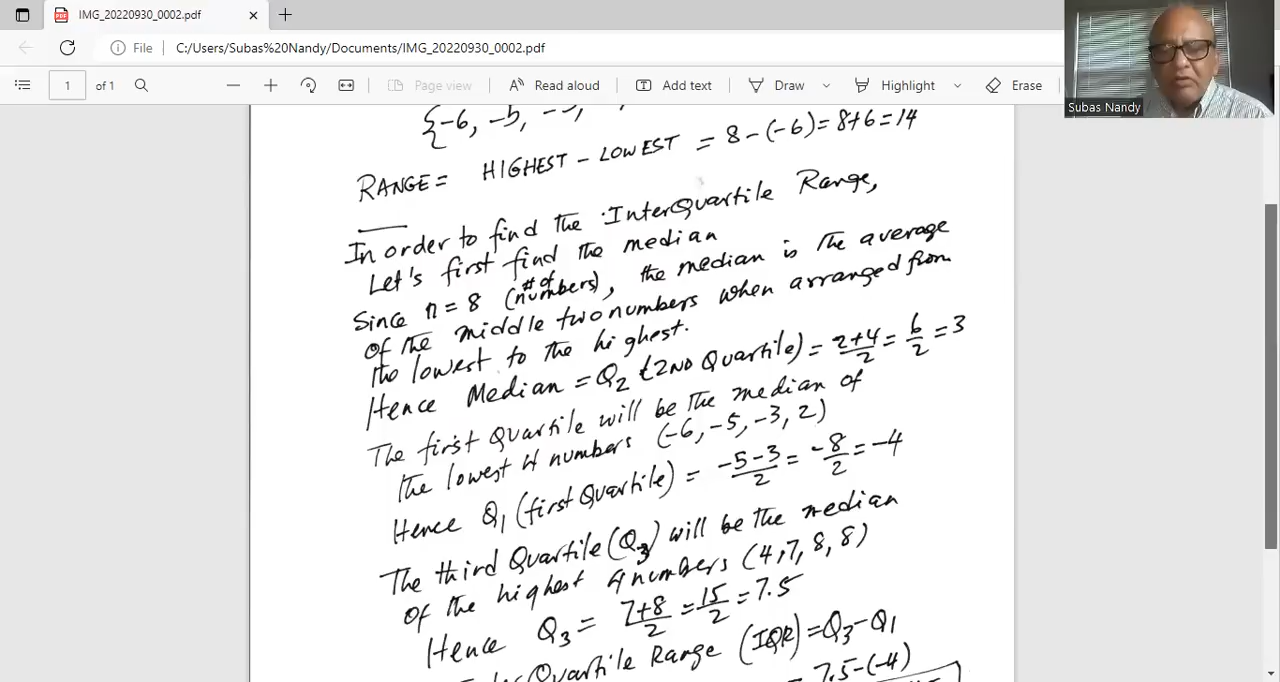 IMG_20220930_0002.pdf
File C:/Users/Subas%20Nandy/Documents/IMG_20220930_0002.pdf
1 of 1 Page view Read aloud Add text Draw Highlight Erase
Subas Nandy
{-6, -5, -3,
RANGE = HIGHEST - LOWEST = 8-(-6)= 8+6=14
In order to find the InterQuartile Range,
Let's first find the median
Since n=8 (# of numbers), the median is the average
of the middle two numbers when arranged from
the lowest to the highest.
Hence Median = Q2 (2ND Quartile) = 2+4/2 = 6/2 = 3
The first Quartile will be the median of
the lowest 4 numbers (-6, -5, -3, 2)
Hence Q1 (first Quartile) = -5-3/2 = -8/2 = -4
The third Quartile (Q3) will be the median
of the highest 4 numbers (4,7, 8, 8)
Hence Q3 = 7+8/2 = 15/2 = 7.5
Quartile Range (IQR) = Q3-Q1
= 7.5-(-4)